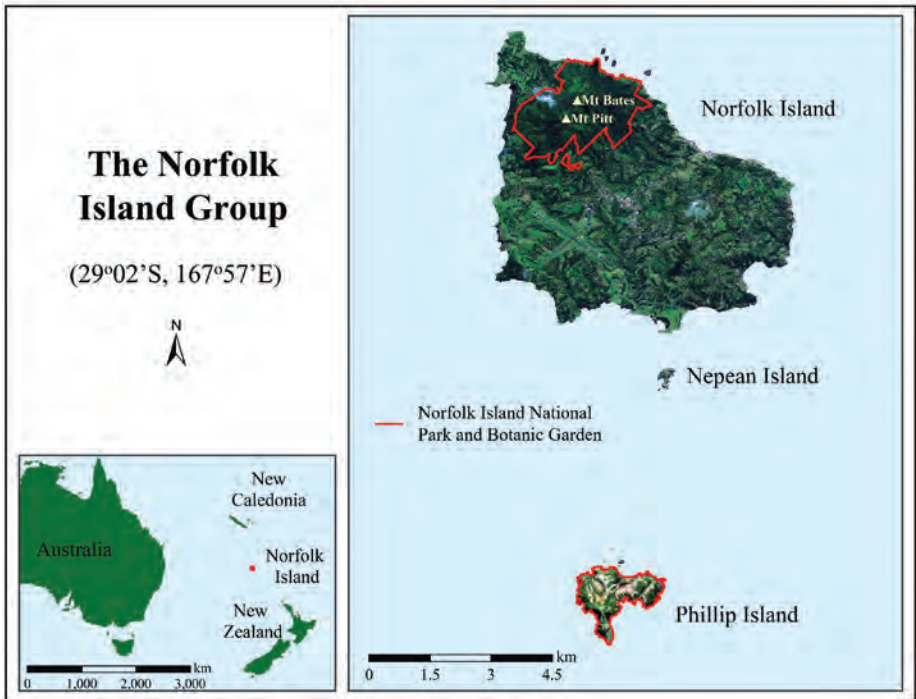 The Norfolk
Island Group
(29°02'S, 167°57'E)
N
New
Caledonia
Australia
Norfolk
Island
New
Zealand
km
0 1,000 2,000 3,000
Mt Bates
Mt Pitt
Norfolk Island
Nepean Island
Norfolk Island National
Park and Botanic Garden
Phillip Island
km
0 1.5 3 4.5